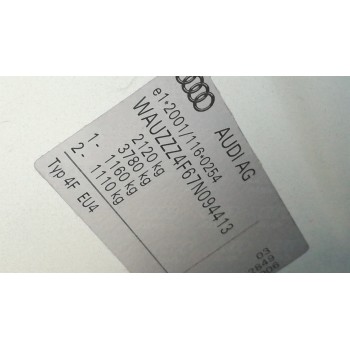 AUDI AG
e1*2001/116-0254
WAUZZZ4F67N094413
2120 kg
3780 kg
1- 1160 kg
2- 1110 kg
Typ 4F EU4
03